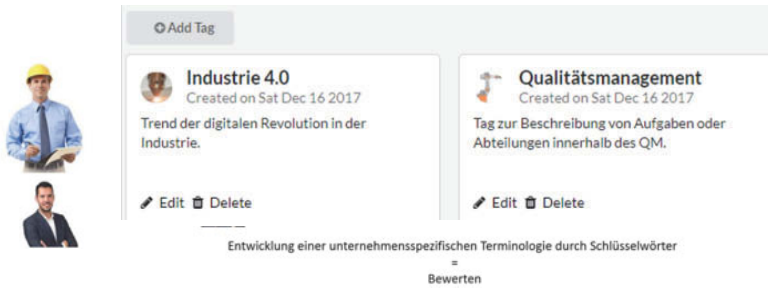 Add Tag
Industrie 4.0
Created on Sat Dec 16 2017
Trend der digitalen Revolution in der
Industrie.
Edit Delete
Qualitätsmanagement
Created on Sat Dec 16 2017
Tag zur Beschreibung von Aufgaben oder
Abteilungen innerhalb des QM.
Edit Delete
Entwicklung einer unternehmensspezifischen Terminologie durch Schlüsselwörter
=
Bewerten